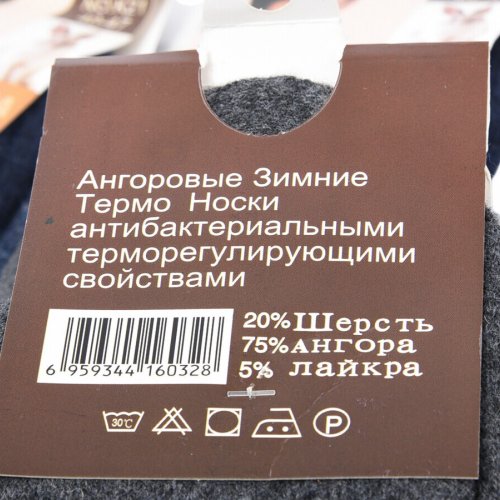 Ангоровые Зимние
Термо Носки
антибактериальными
терморегулирующими
свойствами
20% Шерсть
75% ангора
5% лайкра
6 959344 160328
30°C
P